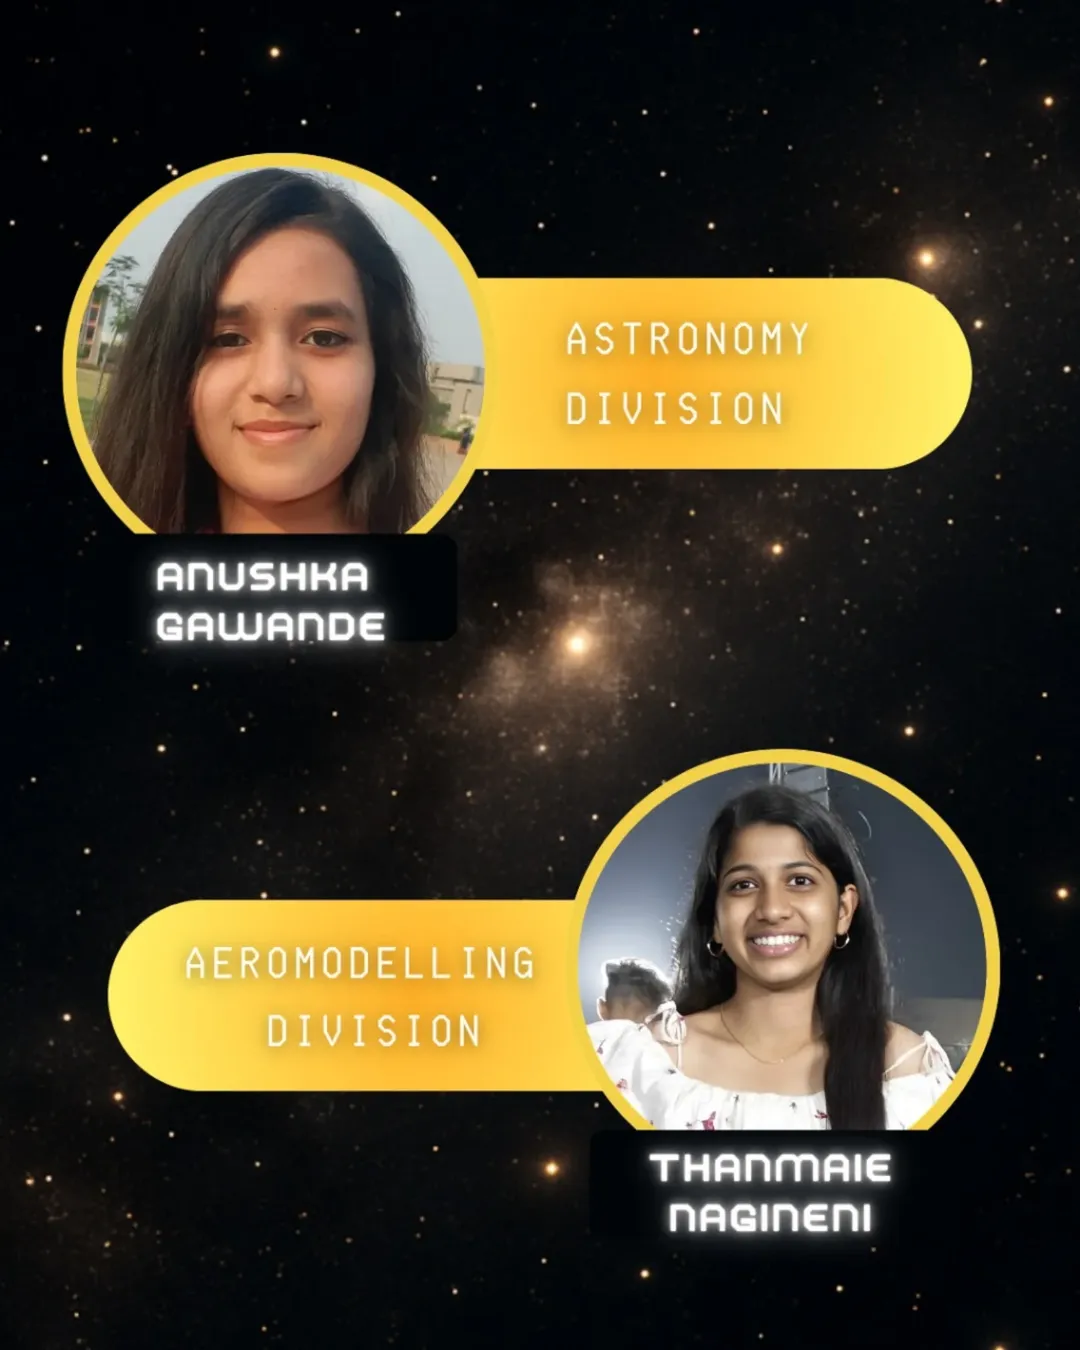 ASTRONOMY
DIVISION
ANUSHKA
GAWANDE
AEROMODELLING
DIVISION
THANMAIE
NAGINENI